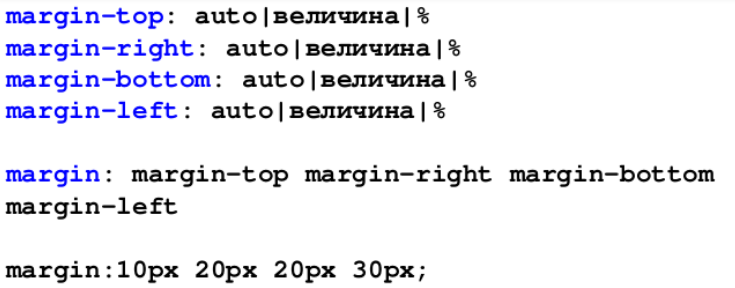 margin-top: auto|величина|%
margin-right: auto|величина|%
margin-bottom: auto|величина|%
margin-left: auto|величина|%
margin: margin-top margin-right margin-bottom
margin-left
margin:10px 20px 20px 30px;